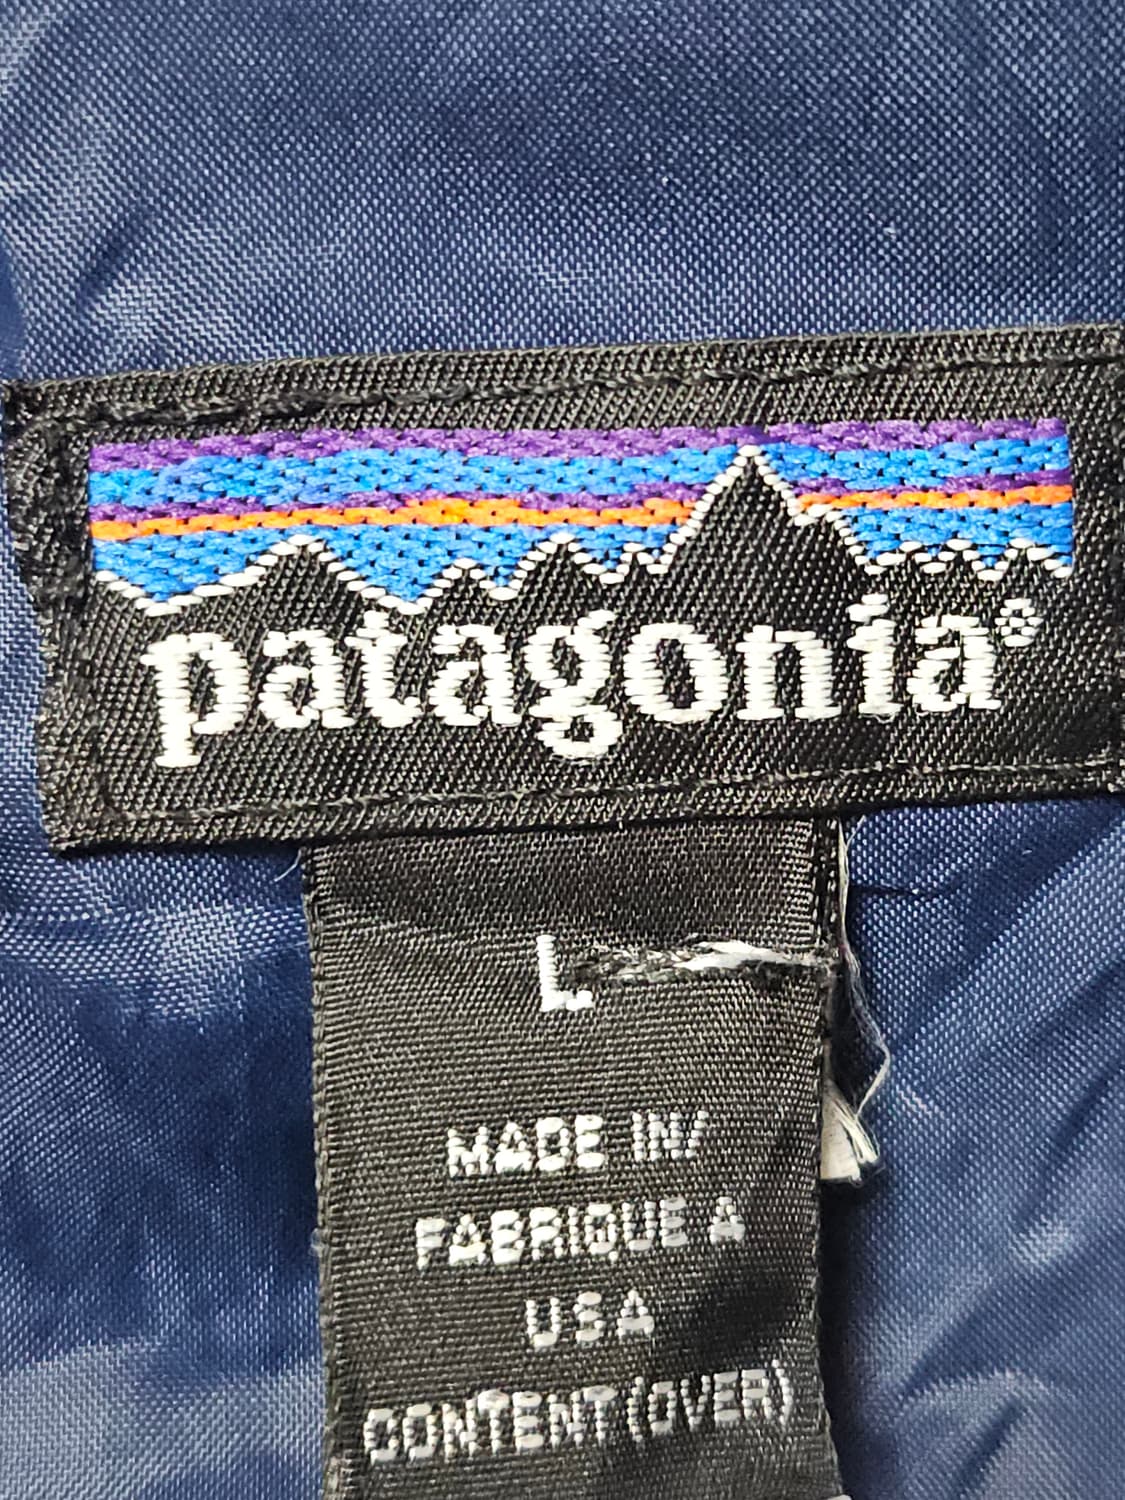 patagonia®
L
MADE IN/
FABRIQUE A
USA
CONTENT (OVER)